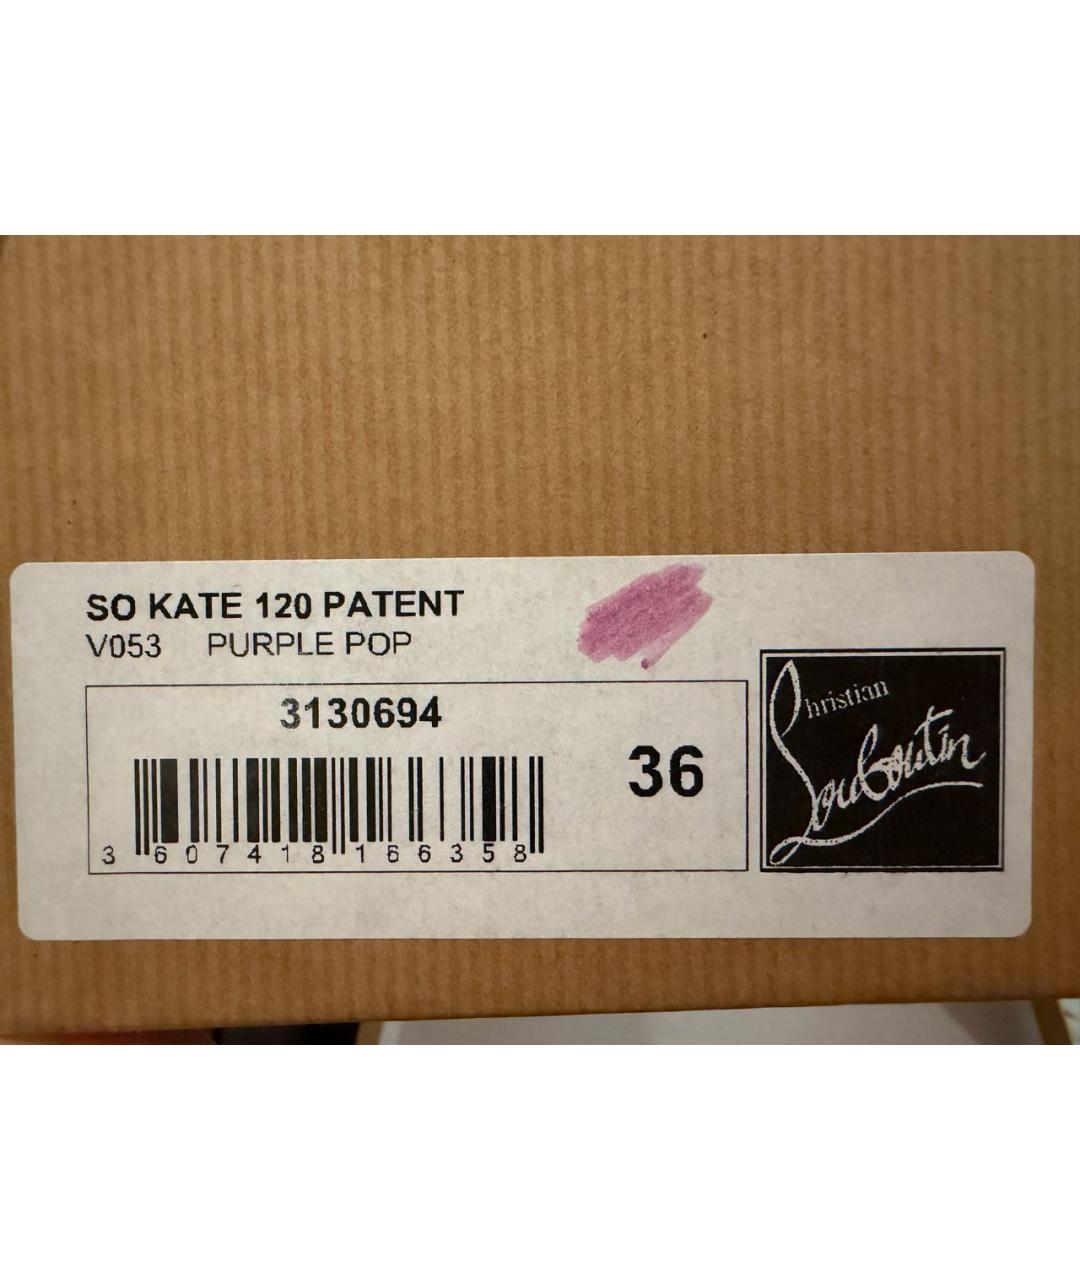 SO KATE 120 PATENT
V053 PURPLE POP
3130694
36
3 607418 166358
Christian
Louboutin